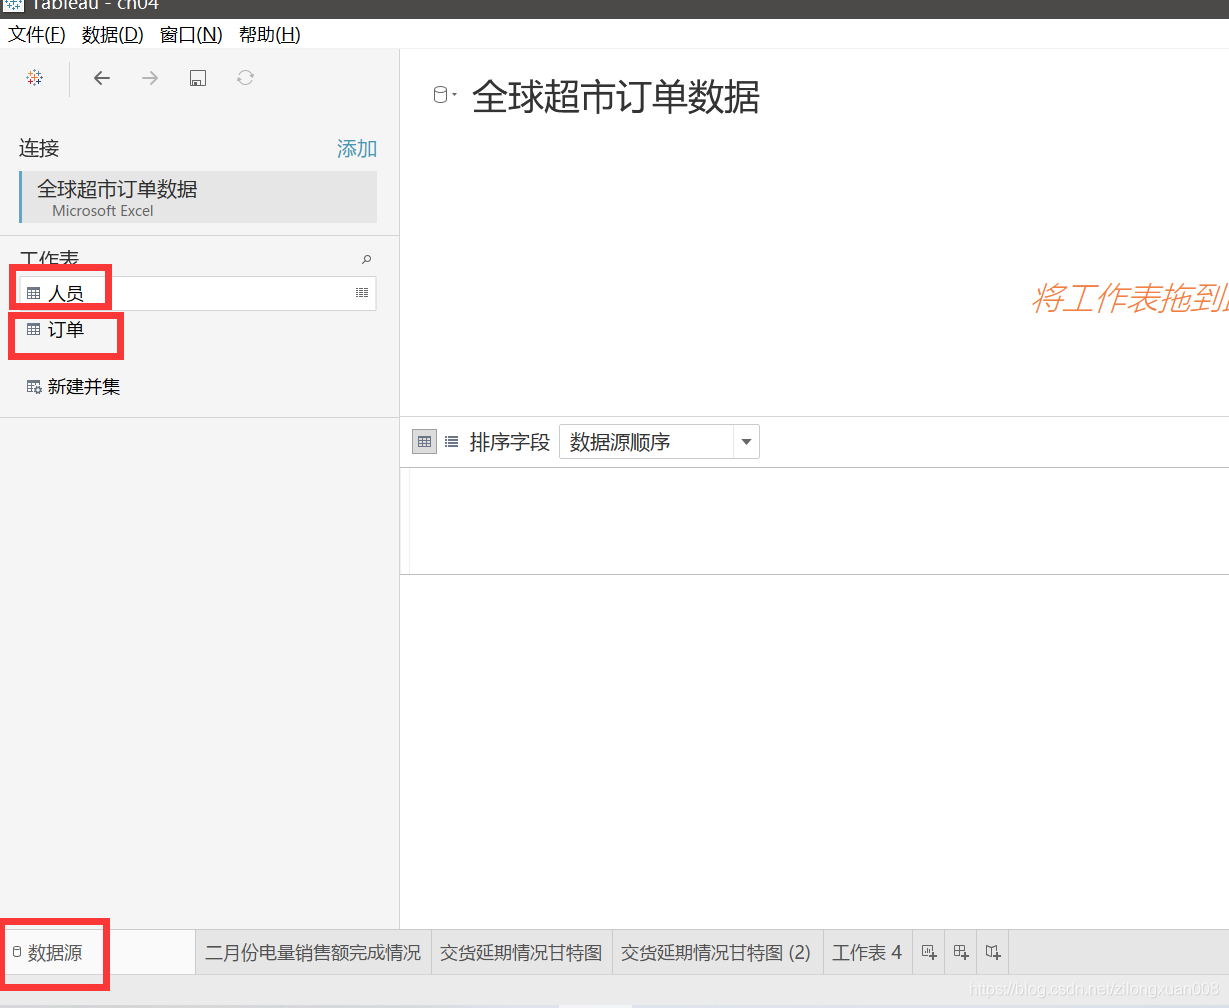 Tableau - ch04
文件(F) 数据(D) 窗口(N) 帮助(H)
全球超市订单数据
连接 添加
全球超市订单数据
Microsoft Excel
工作表
人员
将工作表拖到
订单
新建并集
排序字段 数据源顺序
数据源 二月份电量销售额完成情况 交货延期情况甘特图 交货延期情况甘特图 (2) 工作表 4
https://blog.csdn.net/zilongxuan008